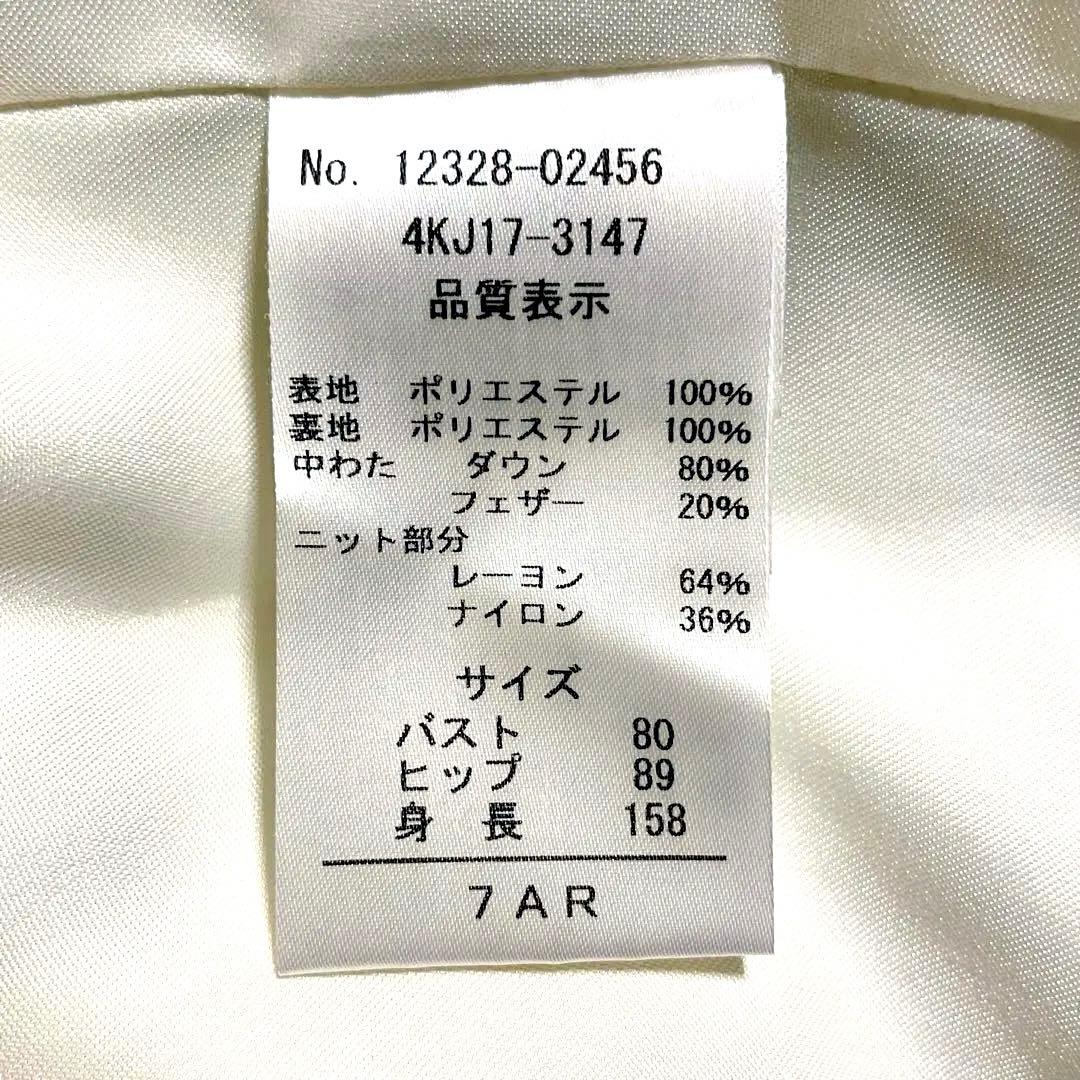 No. 12328-02456
4KJ17-3147
品質表示
表地 ポリエステル 100%
裏地 ポリエステル 100%
中わた ダウン 80%
フェザー 20%
ニット部分
レーヨン 64%
ナイロン 36%
サイズ
バスト 80
ヒップ 89
身長 158
7AR